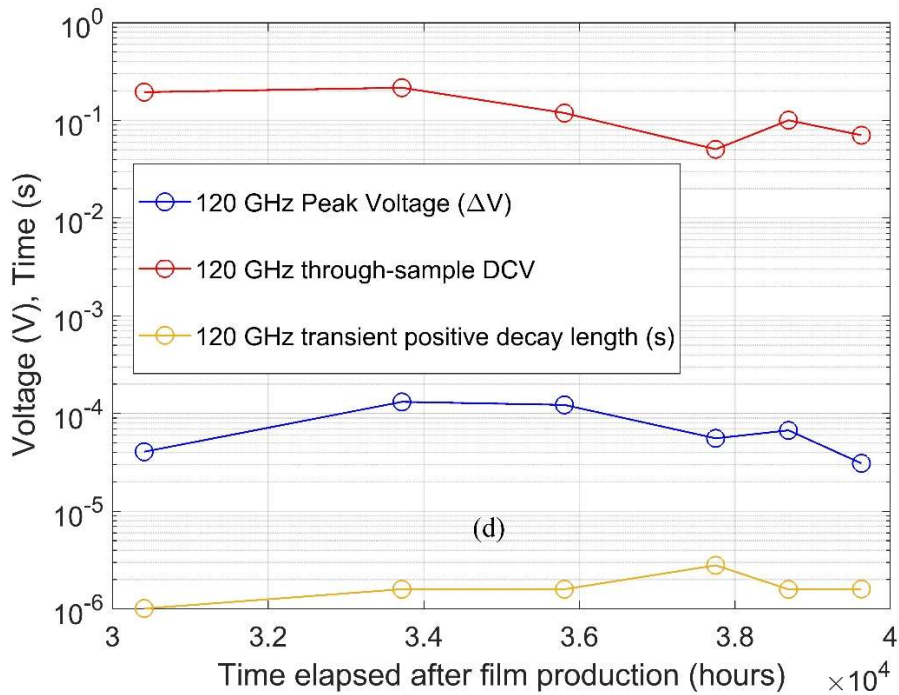 10^0
10^-1
10^-2
10^-3
10^-4
10^-5
10^-6
Voltage (V), Time (s)
120 GHz Peak Voltage (ΔV)
120 GHz through-sample DCV
120 GHz transient positive decay length (s)
(d)
30 3.2 3.4 3.6 3.8 4
Time elapsed after film production (hours) ×10^4